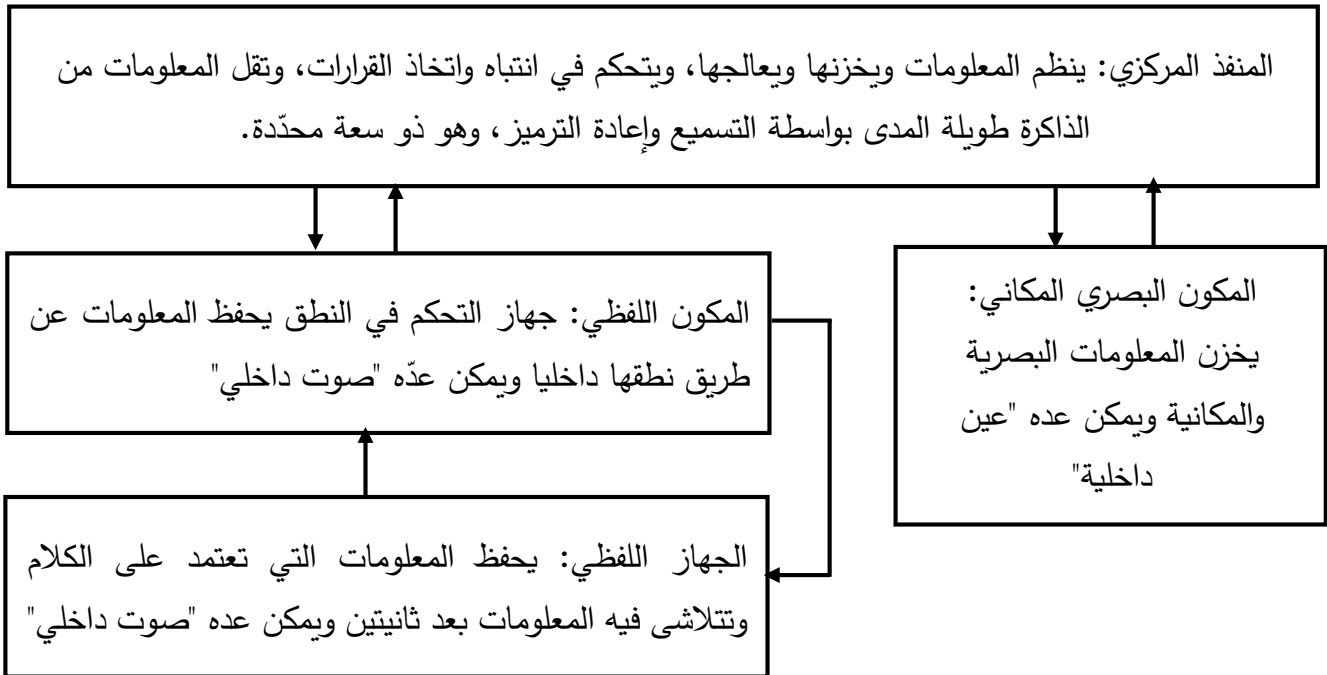 المنفذ المركزي: ينظم المعلومات ويخزنها ويعالجها، ويتحكم في انتباه واتخاذ القرارات، وتقل المعلومات من
الذاكرة طويلة المدى بواسطة التسميع وإعادة الترميز، وهو ذو سعة محدّدة.
المكون اللفظي: جهاز التحكم في النطق يحفظ المعلومات عن
طريق نطقها داخليا ويمكن عدّه "صوت داخلي"
المكون البصري المكاني:
يخزن المعلومات البصرية
والمكانية ويمكن عده "عين
داخلية"
الجهاز اللفظي: يحفظ المعلومات التي تعتمد على الكلام
وتتلاشى فيه المعلومات بعد ثانيتين ويمكن عده "صوت داخلي"